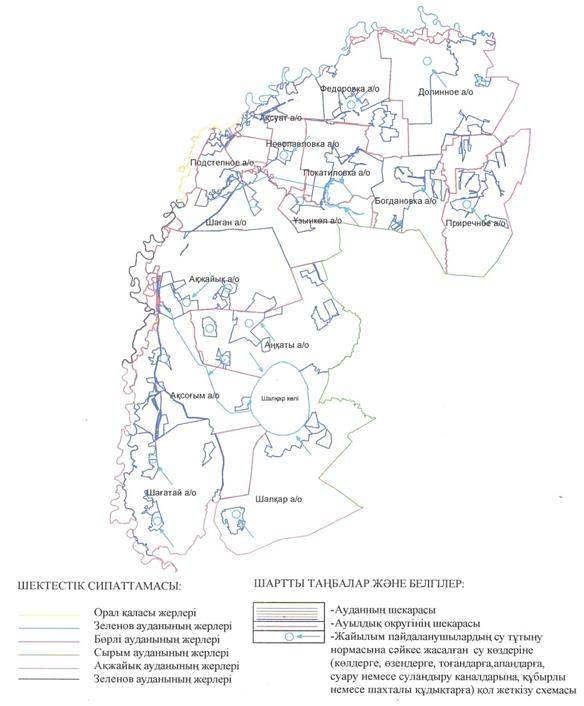 Федоровка а/о
Долинное а/о
Ақсуат а/о
Новопавловка а/о
Подстепное а/о
Покатиловка а/о
Богдановка а/о
Приречное а/о
Шаған а/о
Ұзынкөл а/о
Ақжайық а/о
Аңқаты а/о
Ақсоғым а/о
Шалқар көлі
Шағатай а/о
Шалқар а/о
ШЕКТЕСТІК СИПАТТАМАСЫ:
Орал қаласы жерлері
Зеленов ауданының жерлері
Бөрлі ауданының жерлері
Сырым ауданының жерлері
Ақжайық ауданының жерлері
Зеленов ауданының жерлері
ШАРТТЫ ТАҢБАЛАР ЖӘНЕ БЕЛГІЛЕР:
-Ауданның шекарасы
-Ауылдық округінің шекарасы
-Жайылым пайдаланушылардың су тұтыну
нормасына сәйкес жасалған су көздеріне
(көлдерге, өзендерге, тоғандарға,апандарға,
суару немесе суландыру каналдарына, құбырлы
немесе шахталы құдықтарға) қол жеткізу схемасы